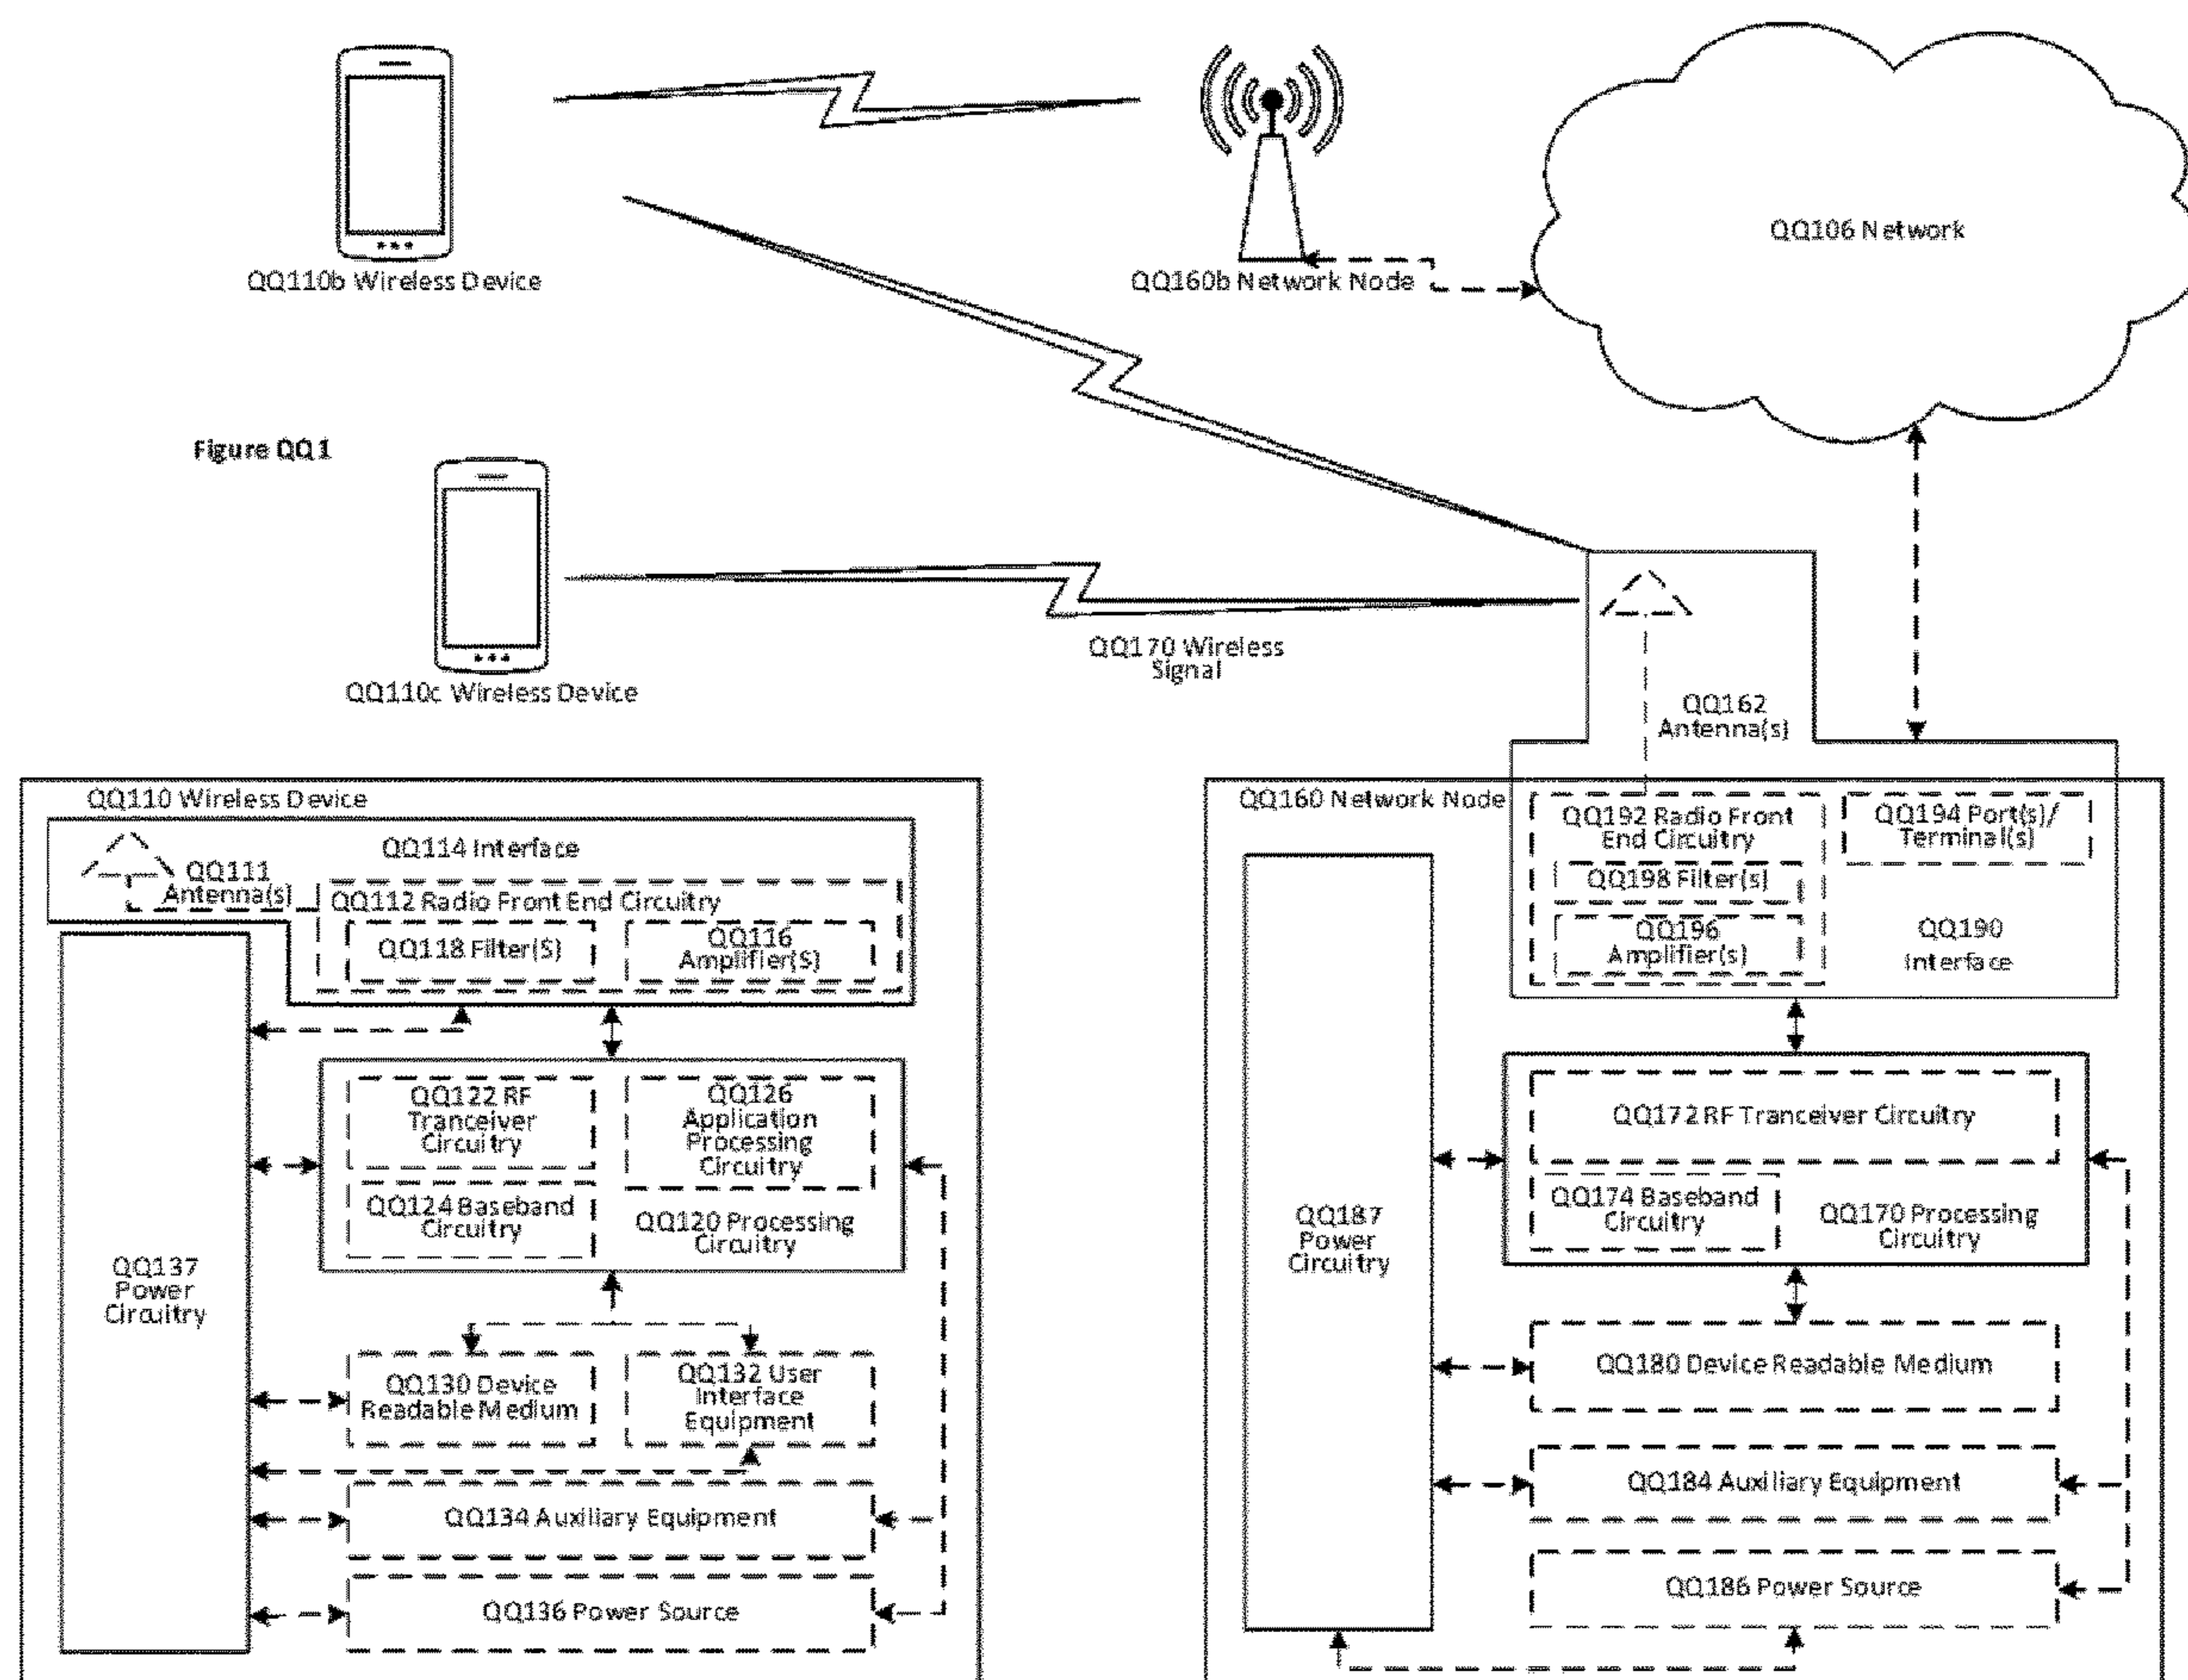 QQ106 Network
QQ110b Wireless Device
QQ160b Network Node
Figure QQ1
QQ110c Wireless Device
QQ170 Wireless
Signal
QQ162
Antenna(s)
QQ110 Wireless Device
QQ114 Interface
QQ111
Antenna(s)
QQ112 Radio Front End Circuitry
QQ118 Filter(S)
QQ116
Amplifier(S)
QQ122 RF
Tranceiver
Circuitry
QQ126
Application
Processing
Circuitry
QQ124 Baseband
Circuitry
QQ120 Processing
Circuitry
QQ137
Power
Circuitry
QQ130 Device
Readable Medium
QQ132 User
Interface
Equipment
QQ134 Auxiliary Equipment
QQ136 Power Source
QQ160 Network Node
QQ192 Radio Front
End Circuitry
QQ194 Port(s)/
Terminal(s)
QQ198 Filter(s)
QQ196
Amplifier(s)
QQ190
Interface
QQ172 RF Tranceiver Circuitry
QQ174 Baseband
Circuitry
QQ170 Processing
Circuitry
QQ187
Power
Circuitry
QQ180 Device Readable Medium
QQ184 Auxiliary Equipment
QQ186 Power Source